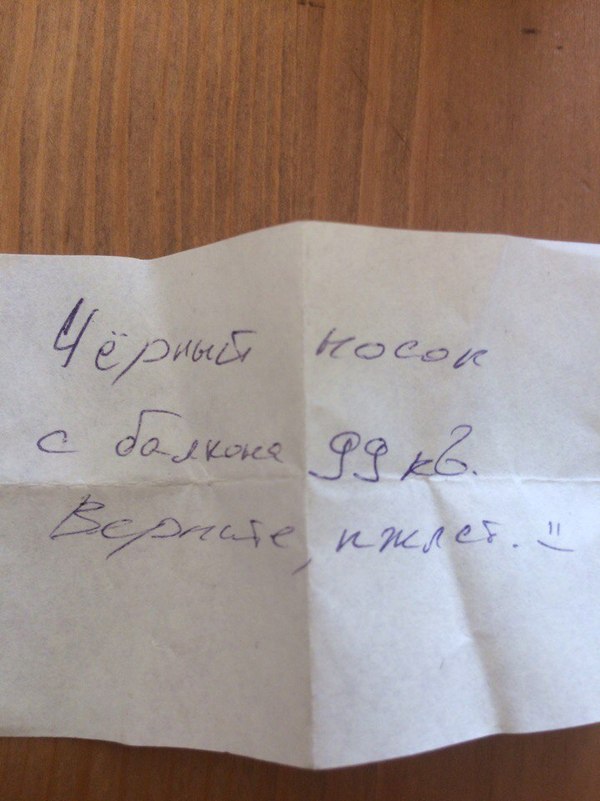 Чёрный носок
с балкона 99 кв.
Верните, пжлст. =)